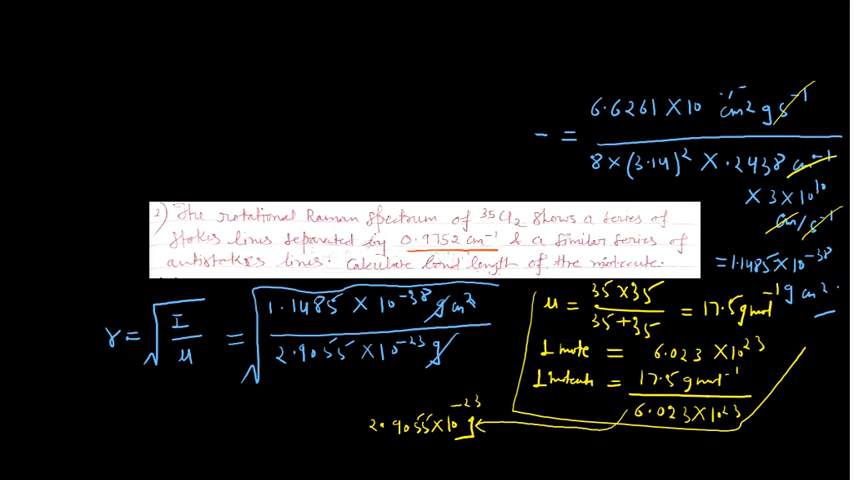 2) The rotational Raman spectrum of ³⁵Cl₂ shows a series of
stokes lines separated by 0.9752 cm⁻¹ & a similar series of
antistokes lines. Calculate bond length of the molecule.
- = 6.6261 × 10 cm² g s⁻¹
8 × (3.14)² × .2438 cm⁻¹
× 3 × 10¹⁰
cm/s⁻¹
= 1.1485 × 10⁻³⁸
g cm².
r = √(I/μ) = √(1.1485 × 10⁻³⁸ g cm² / 2.9055 × 10⁻²³ g)
μ = 35×35 / 35+35 = 17.5 g mol⁻¹
1 mole = 6.023 × 10²³
1 molecule = 17.5 g mol⁻¹
6.023 × 10²³
2.9055 × 10⁻²³ g